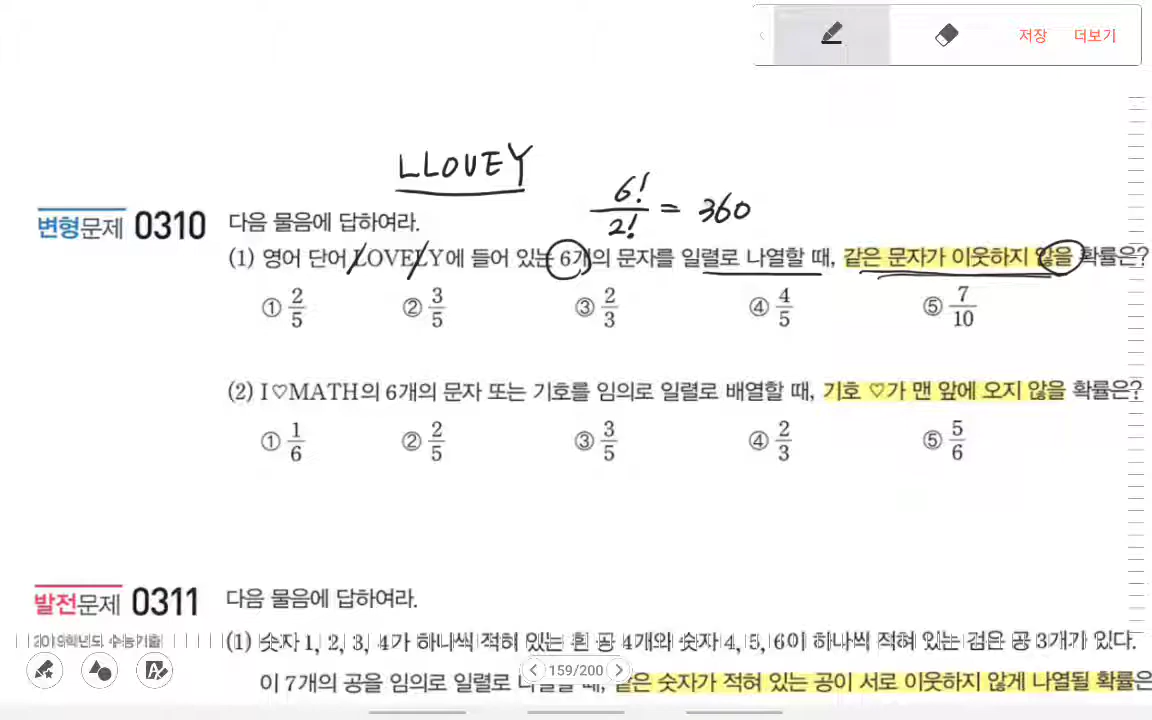 저장 더보기
LLOVEY
6!/2! = 360
변형문제 0310 다음 물음에 답하여라.
(1) 영어 단어 LOVELY에 들어 있는 6개의 문자를 일렬로 나열할 때, 같은 문자가 이웃하지 않을 확률은?
① 2/5 ② 3/5 ③ 2/3 ④ 4/5 ⑤ 7/10
(2) I♡MATH의 6개의 문자 또는 기호를 임의로 일렬로 배열할 때, 기호 ♡가 맨 앞에 오지 않을 확률은?
① 1/6 ② 2/5 ③ 3/5 ④ 2/3 ⑤ 5/6
발전문제 0311 다음 물음에 답하여라.
2019학년도 수능기출 (1) 숫자 1, 2, 3, 4가 하나씩 적혀 있는 흰 공 4개와 숫자 4, 5, 6이 하나씩 적혀 있는 검은 공 3개가 있다.
이 7개의 공을 임의로 일렬로 때, 같은 숫자가 적혀 있는 공이 서로 이웃하지 않게 나열될 확률은
159/200